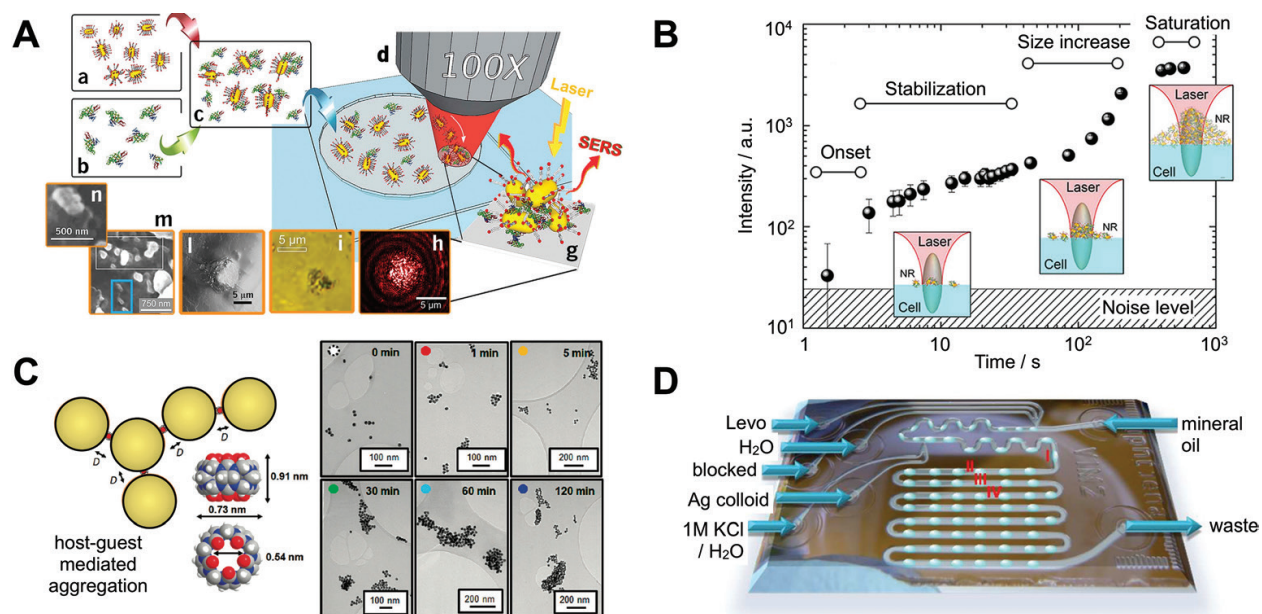 A
a
b
c
d
100X
Laser
SERS
g
n
500 nm
m
750 nm
l
5 µm
i
5 µm
h
5 µm
B
Intensity / a.u.
10⁴
10³
10²
10¹
Onset
Stabilization
Size increase
Saturation
Laser
NR
Cell
Laser
NR
Cell
Laser
NR
Cell
Noise level
1
10
10²
10³
Time / s
C
D
D
D
0.91 nm
0.73 nm
0.54 nm
host-guest
mediated
aggregation
0 min
100 nm
1 min
100 nm
5 min
200 nm
30 min
100 nm
60 min
200 nm
120 min
200 nm
D
Levo
H₂O
blocked
Ag colloid
1M KCl
/ H₂O
mineral
oil
waste
I
II
III
IV